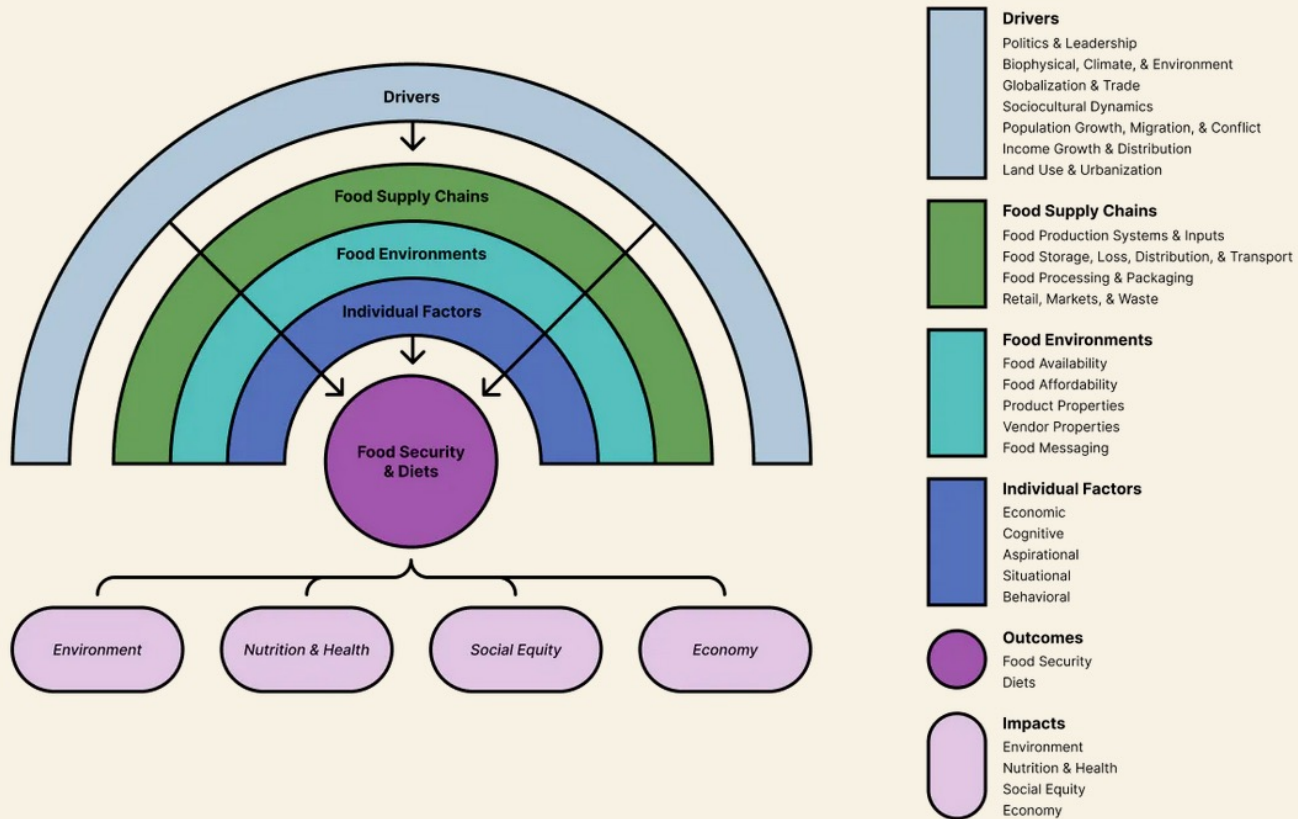 Drivers
Food Supply Chains
Food Environments
Individual Factors
Food Security
& Diets
Environment
Nutrition & Health
Social Equity
Economy
Drivers
Politics & Leadership
Biophysical, Climate, & Environment
Globalization & Trade
Sociocultural Dynamics
Population Growth, Migration, & Conflict
Income Growth & Distribution
Land Use & Urbanization
Food Supply Chains
Food Production Systems & Inputs
Food Storage, Loss, Distribution, & Transport
Food Processing & Packaging
Retail, Markets, & Waste
Food Environments
Food Availability
Food Affordability
Product Properties
Vendor Properties
Food Messaging
Individual Factors
Economic
Cognitive
Aspirational
Situational
Behavioral
Outcomes
Food Security
Diets
Impacts
Environment
Nutrition & Health
Social Equity
Economy